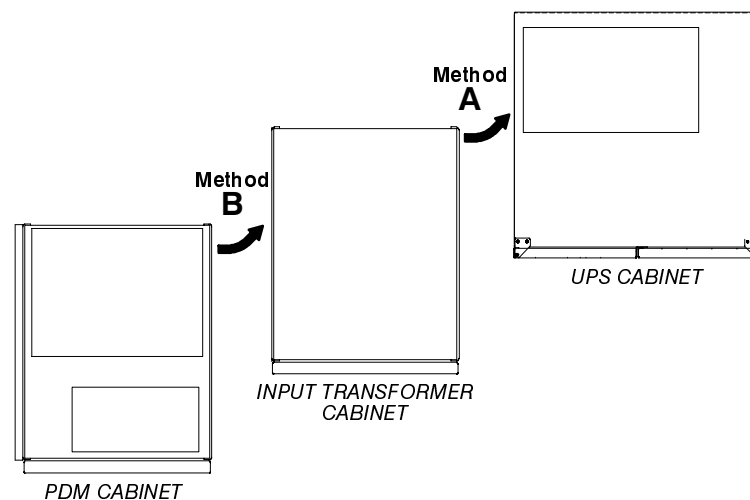 Method
A
Method
B
UPS CABINET
INPUT TRANSFORMER
CABINET
PDM CABINET